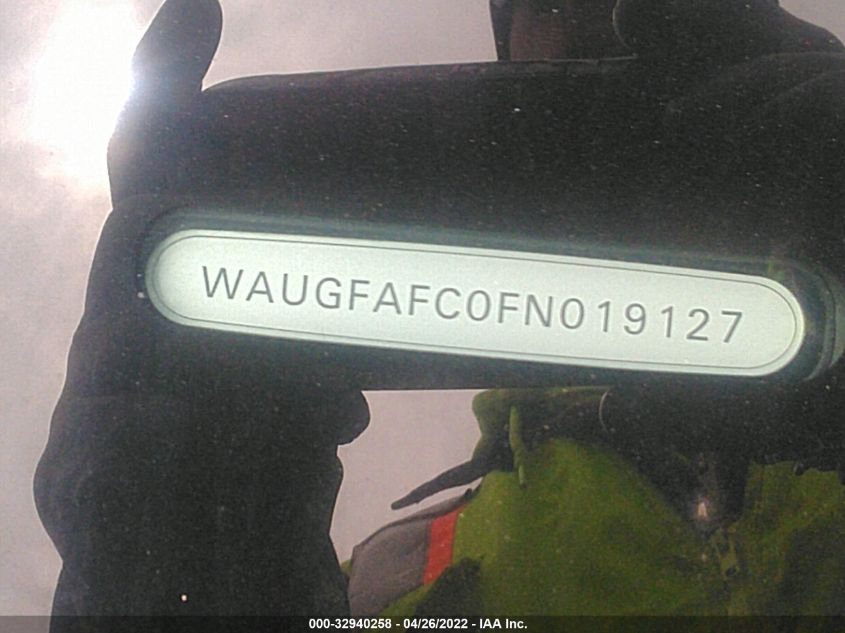 WAUGFAFC0FN019127
000-32940258 - 04/26/2022 - IAA Inc.